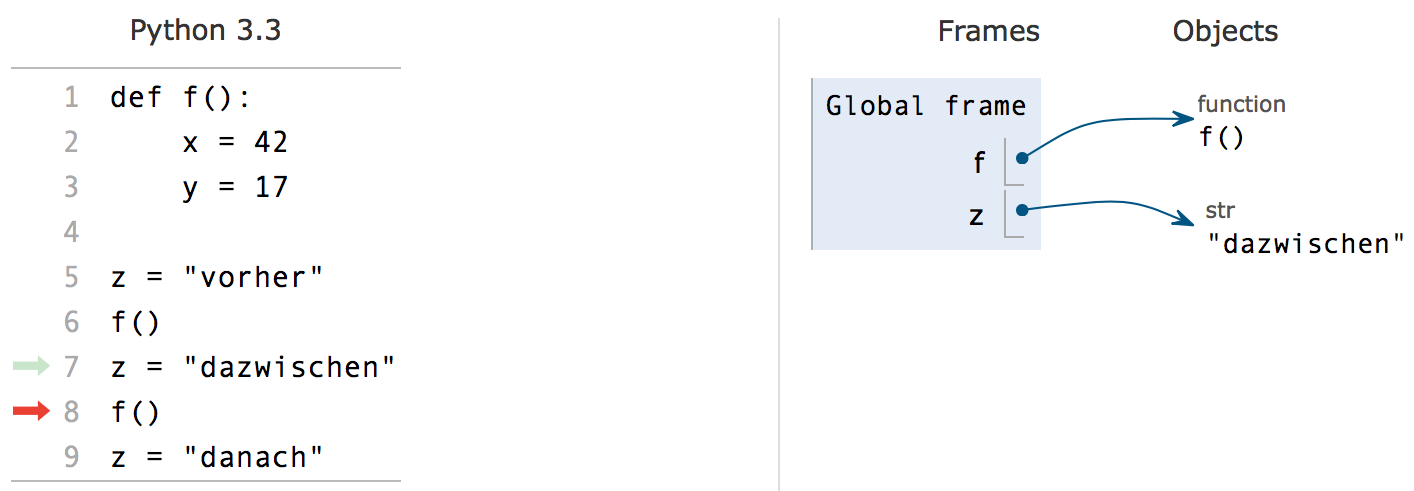 Python 3.3
1 def f():
2     x = 42
3     y = 17
4
5 z = "vorher"
6 f()
7 z = "dazwischen"
8 f()
9 z = "danach"
Frames
Objects
Global frame
f
z
function
f()
str
"dazwischen"